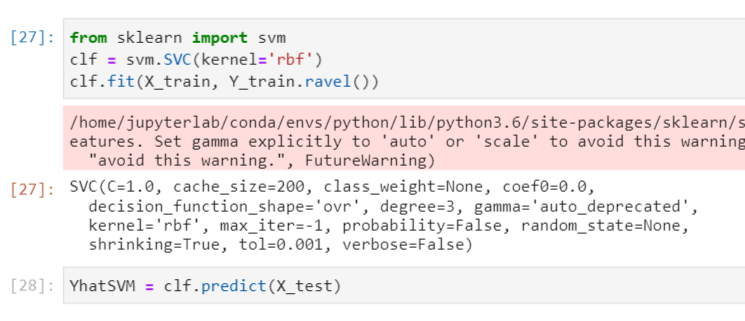 [27]: from sklearn import svm
clf = svm.SVC(kernel='rbf')
clf.fit(X_train, Y_train.ravel())
/home/jupyterlab/conda/envs/python/lib/python3.6/site-packages/sklearn/s
eatures. Set gamma explicitly to 'auto' or 'scale' to avoid this warning
"avoid this warning.", FutureWarning)
[27]: SVC(C=1.0, cache_size=200, class_weight=None, coef0=0.0,
decision_function_shape='ovr', degree=3, gamma='auto_deprecated',
kernel='rbf', max_iter=-1, probability=False, random_state=None,
shrinking=True, tol=0.001, verbose=False)
[28]: YhatSVM = clf.predict(X_test)